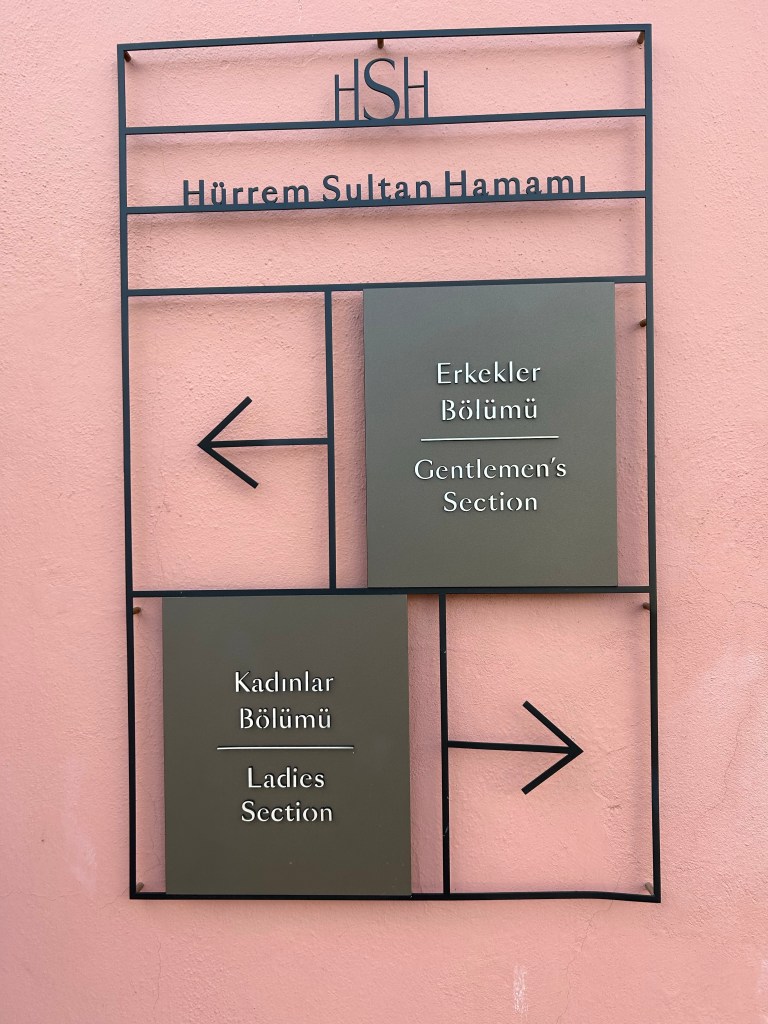 HSH
Hürrem Sultan Hamamı
Erkekler
Bölümü
Gentlemen's
Section
Kadınlar
Bölümü
Ladies
Section